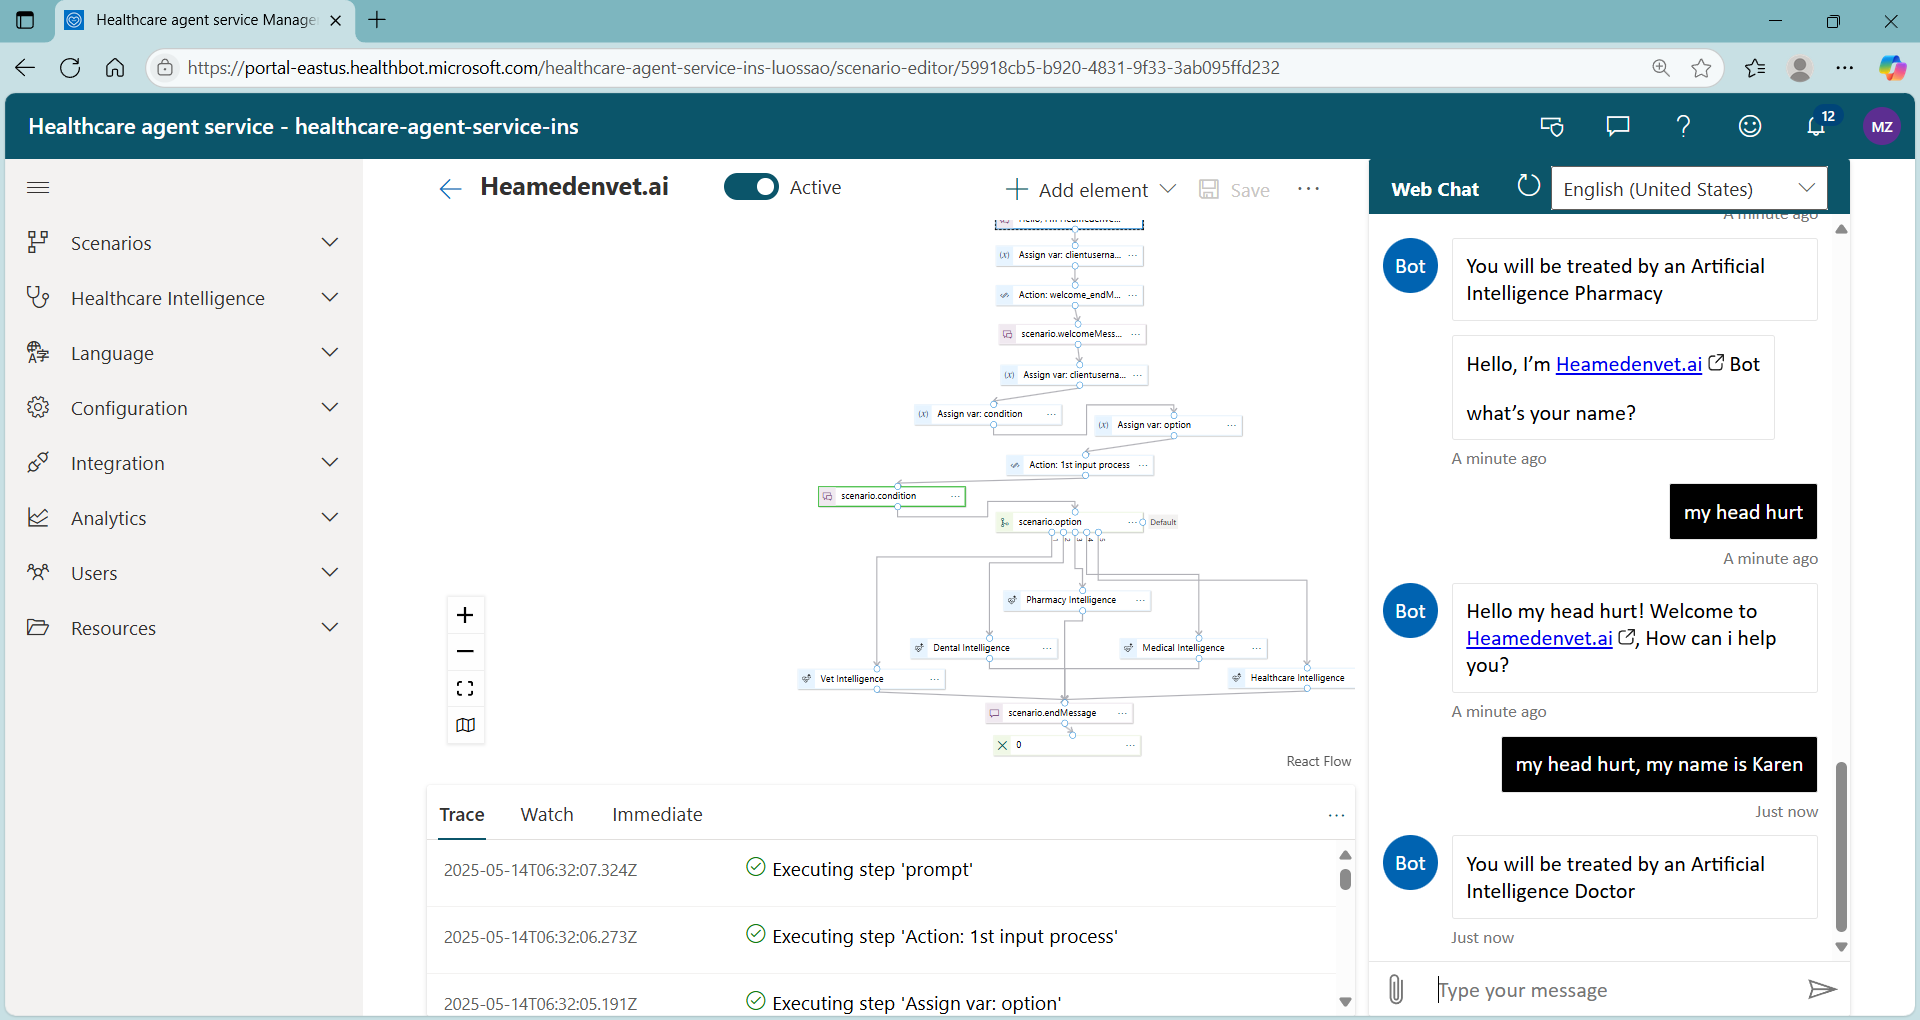 Healthcare agent service Manage
https://portal-eastus.healthbot.microsoft.com/healthcare-agent-service-ins-luossao/scenario-editor/59918cb5-b920-4831-9f33-3ab095ffd232
Healthcare agent service - healthcare-agent-service-ins
12
MZ
Scenarios
Healthcare Intelligence
Language
Configuration
Integration
Analytics
Users
Resources
Heamedenvet.ai
Active
Add element
Save
Assign var: clientuserna...
Action: welcome_endM...
scenario.welcomeMess...
Assign var: clientuserna...
Assign var: condition
Assign var: option
Action: 1st input process
scenario.condition
scenario.option
Default
1 2 3 4 5
Pharmacy Intelligence
Dental Intelligence
Medical Intelligence
Vet Intelligence
Healthcare Intelligence
scenario.endMessage
0
React Flow
Trace
Watch
Immediate
2025-05-14T06:32:07.324Z Executing step 'prompt'
2025-05-14T06:32:06.273Z Executing step 'Action: 1st input process'
2025-05-14T06:32:05.191Z Executing step 'Assign var: option'
Web Chat
English (United States)
A minute ago
Bot
You will be treated by an Artificial
Intelligence Pharmacy
Hello, I'm Heamedenvet.ai Bot
what's your name?
A minute ago
my head hurt
A minute ago
Bot
Hello my head hurt! Welcome to
Heamedenvet.ai, How can i help
you?
A minute ago
my head hurt, my name is Karen
Just now
Bot
You will be treated by an Artificial
Intelligence Doctor
Just now
Type your message